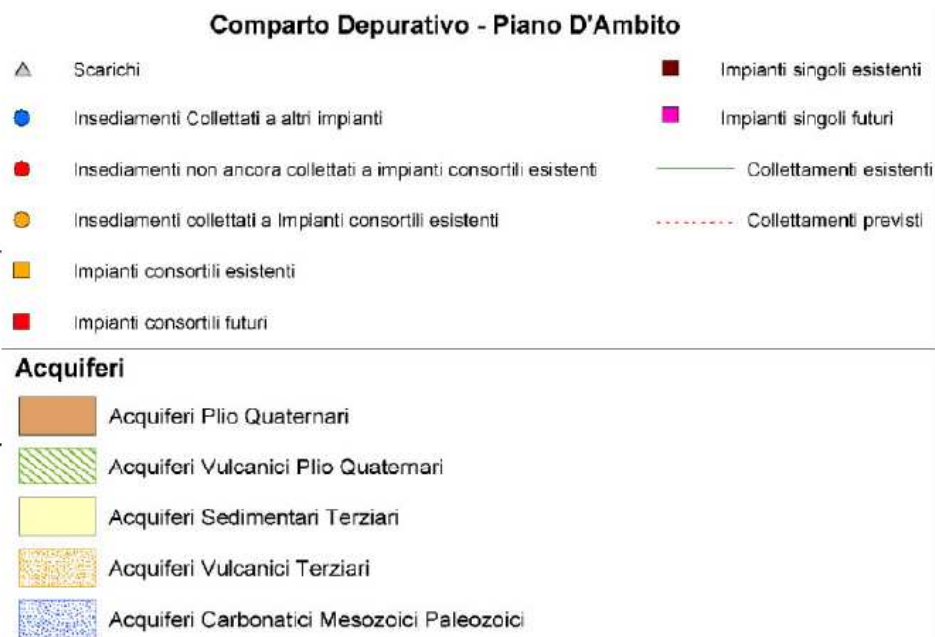 Comparto Depurativo - Piano D'Ambito
Scarichi
Insediamenti Collettati a altri impianti
Insediamenti non ancora collettati a impianti consortili esistenti
Insediamenti collettati a Impianti consortili esistenti
Impianti consortili esistenti
Impianti consortili futuri
Impianti singoli esistenti
Impianti singoli futuri
Collettamenti esistenti
Collettamenti previsti
Acquiferi
Acquiferi Plio Quaternari
Acquiferi Vulcanici Plio Quaternari
Acquiferi Sedimentari Terziari
Acquiferi Vulcanici Terziari
Acquiferi Carbonatici Mesozoici Paleozoici